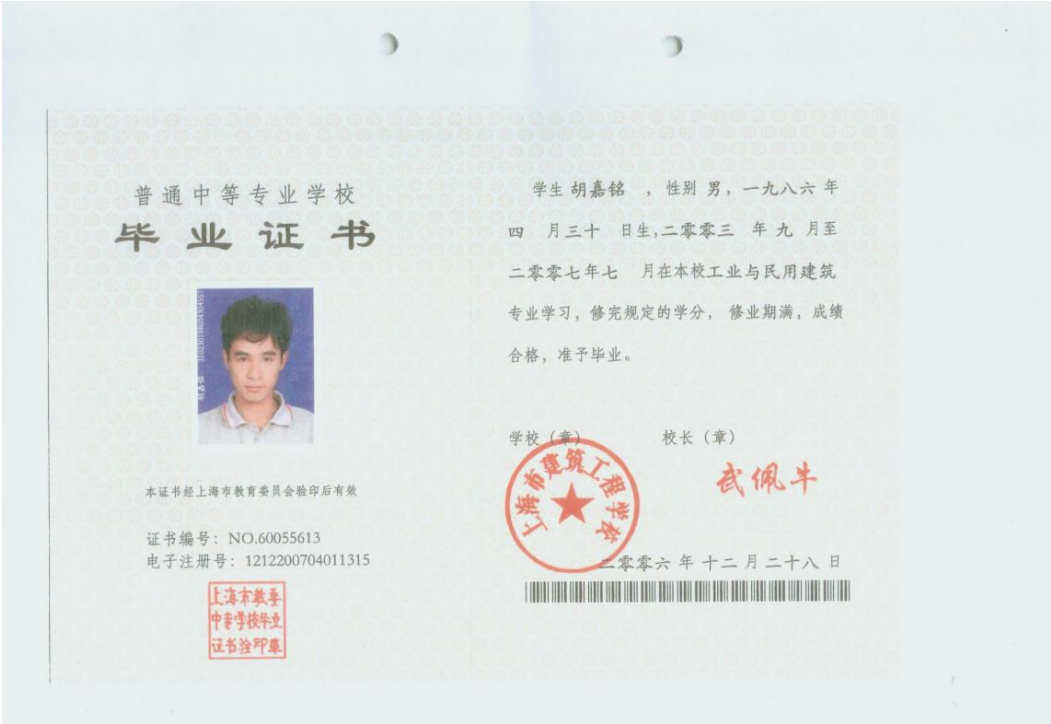 普通中等专业学校
毕业证书
本证书经上海市教育委员会验印后有效
证书编号：NO.60055613
电子注册号：1212200704011315
上海市教委
中专学校毕业
证书验印章
学生 胡嘉铭 ，性别 男，一九八六 年
四 月三十 日生,二零零三 年 九 月至
二零零七年七 月在本校工业与民用建筑
专业学习，修完规定的学分， 修业期满，成绩
合格，准予毕业。
学校（章） 校长（章）
上海市建筑工程学校
武佩牛
二零零六 年 十二 月 二十八 日